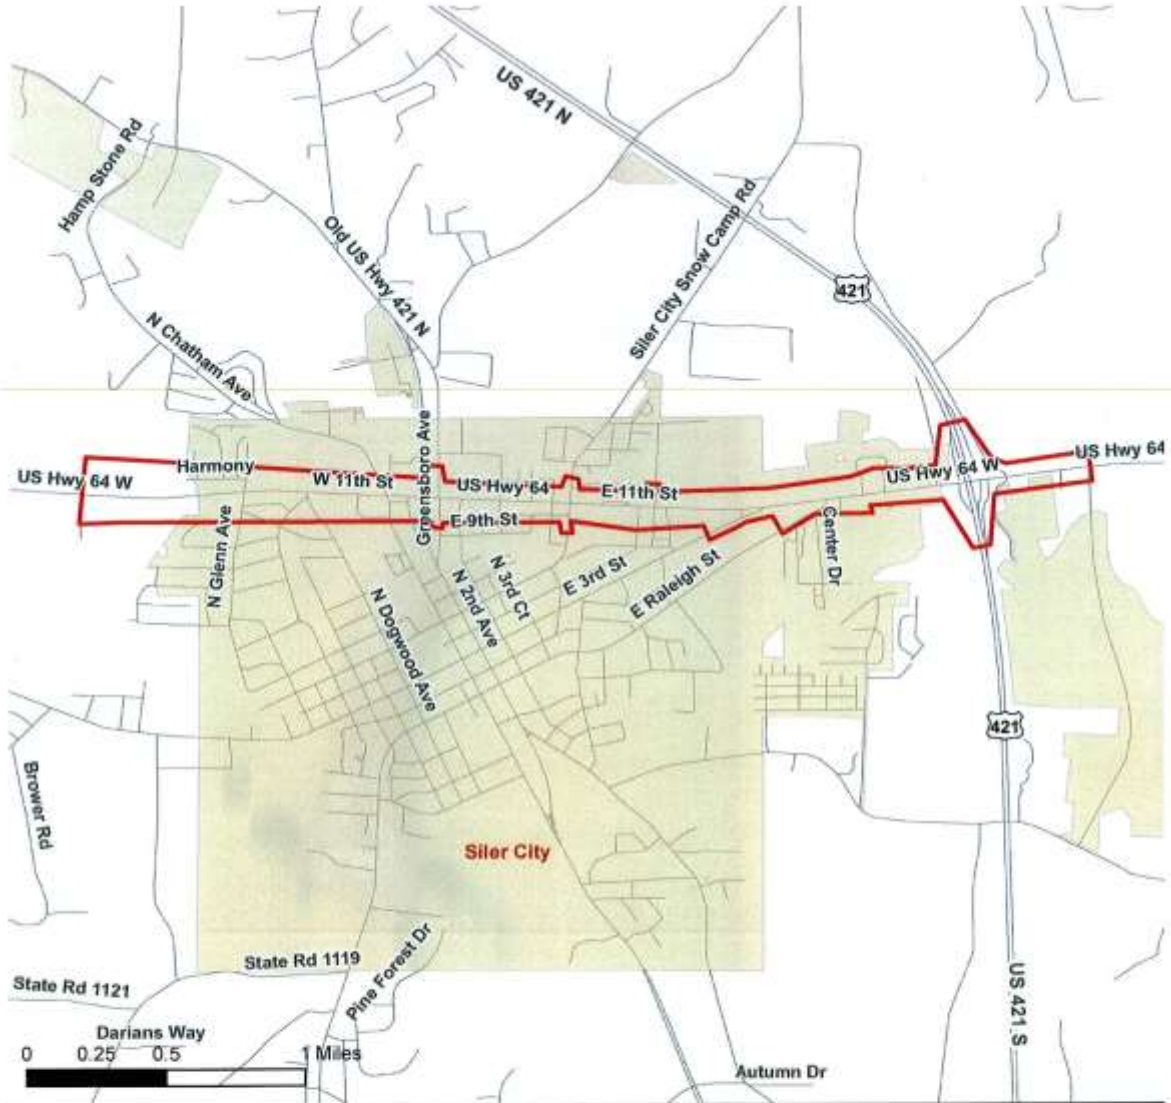 US 421 N
Hamp Stone Rd
Old US Hwy 421 N
Siler City Snow Camp Rd
421
N Chatham Ave
Greensboro Ave
US Hwy 64 W
Harmony
W 11th St
US Hwy 64
E 11th St
US Hwy 64 W
US Hwy 64
E 9th St
N Glenn Ave
Center Dr
N Dogwood Ave
N 2nd Ave
N 3rd Ct
E 3rd St
E Raleigh St
421
Brower Rd
Siler City
State Rd 1119
Pine Forest Dr
State Rd 1121
US 421 S
Darians Way
0 0.25 0.5 1 Miles
Autumn Dr